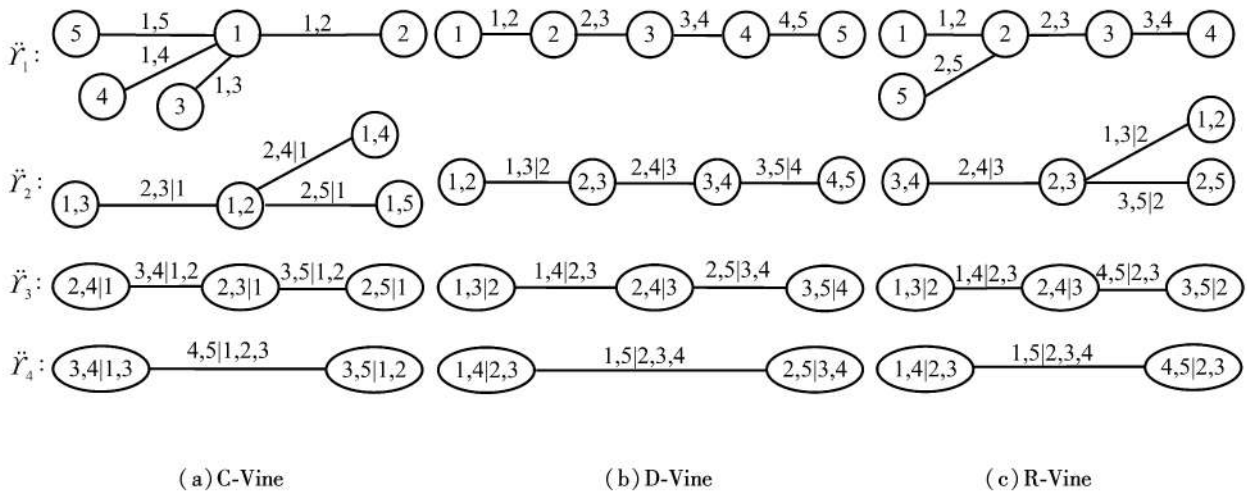 Ϋ₁:
5 1,5 1 1,2 2
1,4
1,3
4
3
1 1,2 2 2,3 3 3,4 4 4,5 5
1 1,2 2 2,3 3 3,4 4
2,5
5
Ϋ₂:
1,4
2,4|1
1,3 2,3|1 1,2 2,5|1 1,5
1,2 1,3|2 2,3 2,4|3 3,4 3,5|4 4,5
1,2
1,3|2
3,4 2,4|3 2,3 2,5
3,5|2
Ϋ₃:
2,4|1 3,4|1,2 2,3|1 3,5|1,2 2,5|1
1,3|2 1,4|2,3 2,4|3 2,5|3,4 3,5|4
1,3|2 1,4|2,3 2,4|3 4,5|2,3 3,5|2
Ϋ₄:
3,4|1,3 4,5|1,2,3 3,5|1,2
1,4|2,3 1,5|2,3,4 2,5|3,4
1,4|2,3 1,5|2,3,4 4,5|2,3
(a)C-Vine
(b)D-Vine
(c)R-Vine